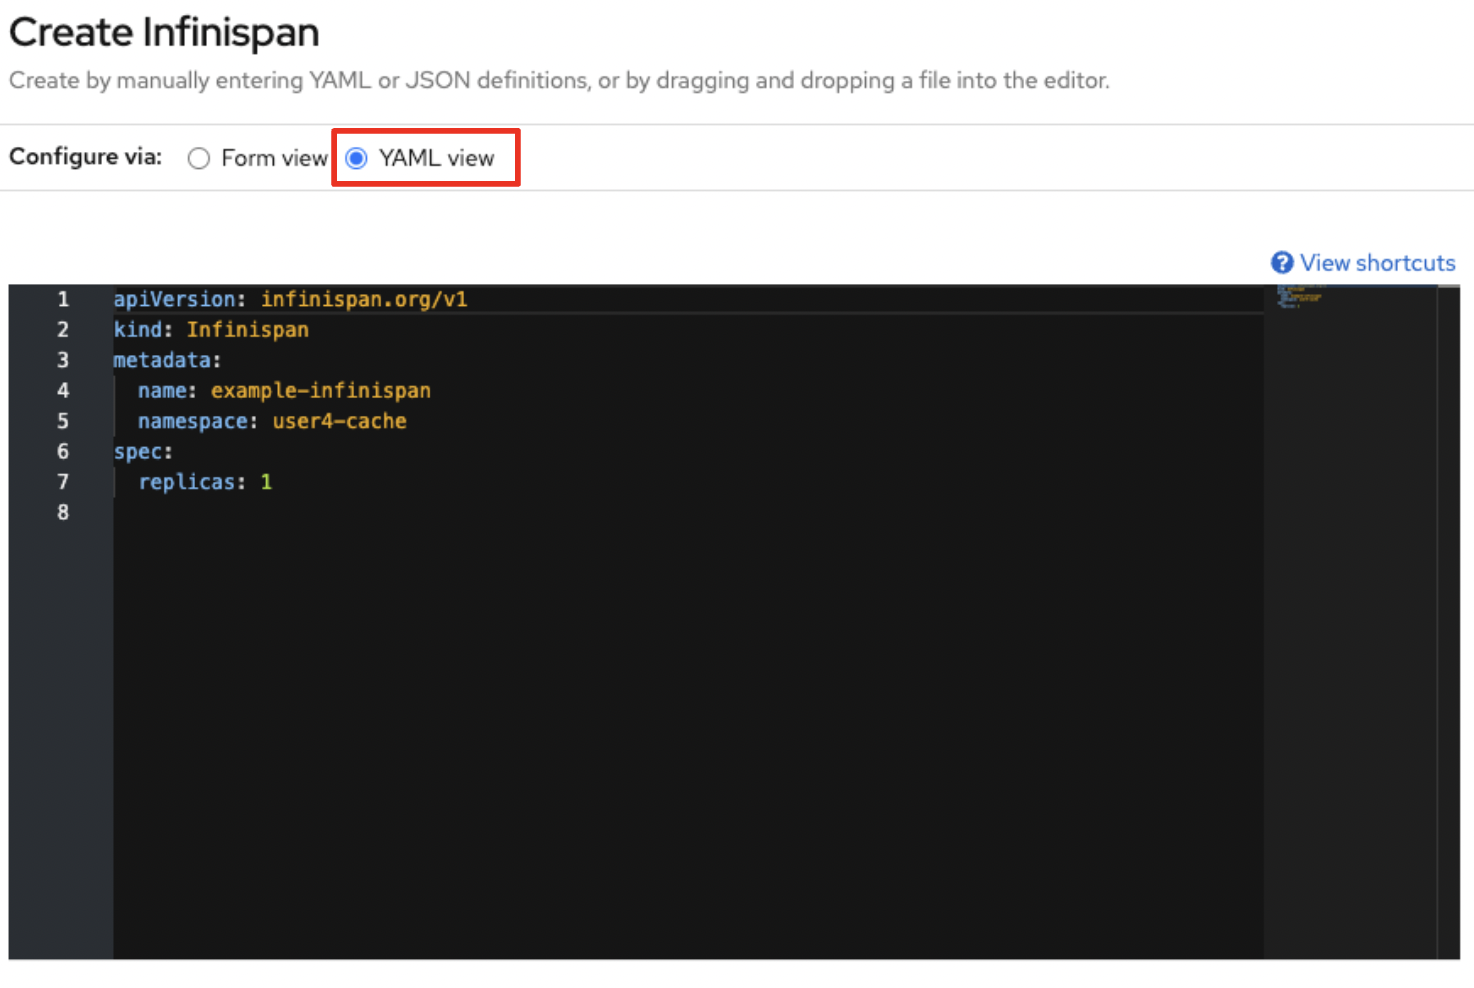 Create Infinispan
Create by manually entering YAML or JSON definitions, or by dragging and dropping a file into the editor.
Configure via: Form view YAML view
View shortcuts
1 apiVersion: infinispan.org/v1
2 kind: Infinispan
3 metadata:
4   name: example-infinispan
5   namespace: user4-cache
6 spec:
7   replicas: 1
8